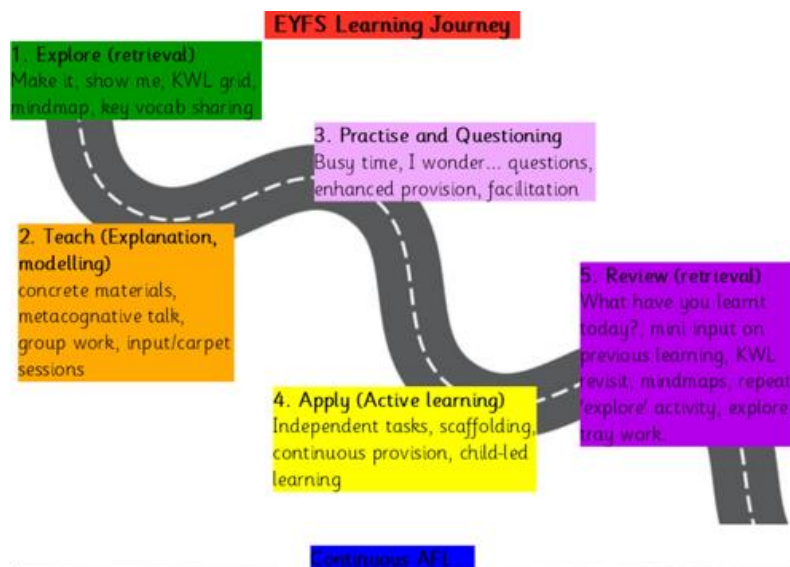 EYFS Learning Journey
1. Explore (retrieval)
Make it, show me, KWL grid,
mindmap, key vocab sharing
2. Teach (Explanation,
modelling)
concrete materials,
metacognative talk,
group work, input/carpet
sessions
3. Practise and Questioning
Busy time, I wonder... questions,
enhanced provision, facilitation
4. Apply (Active learning)
Independent tasks, scaffolding,
continuous provision, child-led
learning
5. Review (retrieval)
What have you learnt
today?, mini input on
previous learning, KWL
revisit, mindmaps, repeat
'explore' activity, explore
tray work.
Continuous AFL